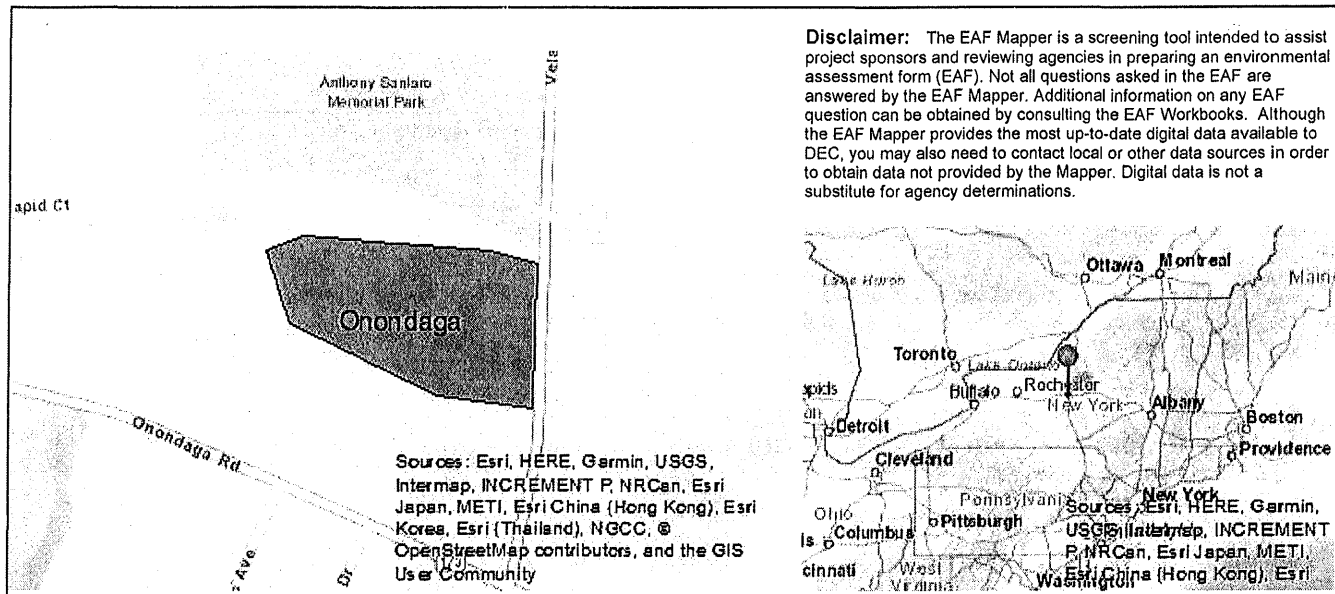 Disclaimer: The EAF Mapper is a screening tool intended to assist
project sponsors and reviewing agencies in preparing an environmental
assessment form (EAF). Not all questions asked in the EAF are
answered by the EAF Mapper. Additional information on any EAF
question can be obtained by consulting the EAF Workbooks. Although
the EAF Mapper provides the most up-to-date digital data available to
DEC, you may also need to contact local or other data sources in order
to obtain data not provided by the Mapper. Digital data is not a
substitute for agency determinations.
Anthony Sanlaro
Memorial Park
Vela
apid Ct
Onondaga
Onondaga Rd
Ave
Dr
Sources: Esri, HERE, Garmin, USGS,
Intermap, INCREMENT P, NRCan, Esri
Japan, METI, Esri China (Hong Kong), Esri
Korea, Esri (Thailand), NGCC, ©
OpenStreetMap contributors, and the GIS
User Community
Ottawa
Montreal
Main
Lake Huron
Toronto
Lake Ontario
Rochester
Buffalo
New York
Albany
apids
Detroit
Boston
Providence
Cleveland
Pennsylvania
New York
Ohio
Pittsburgh
Columbus
cinnati
West
Virginia
Washington
Sources: Esri, HERE, Garmin,
USGS, Intermap, INCREMENT
P, NRCan, Esri Japan, METI,
Esri China (Hong Kong), Esri